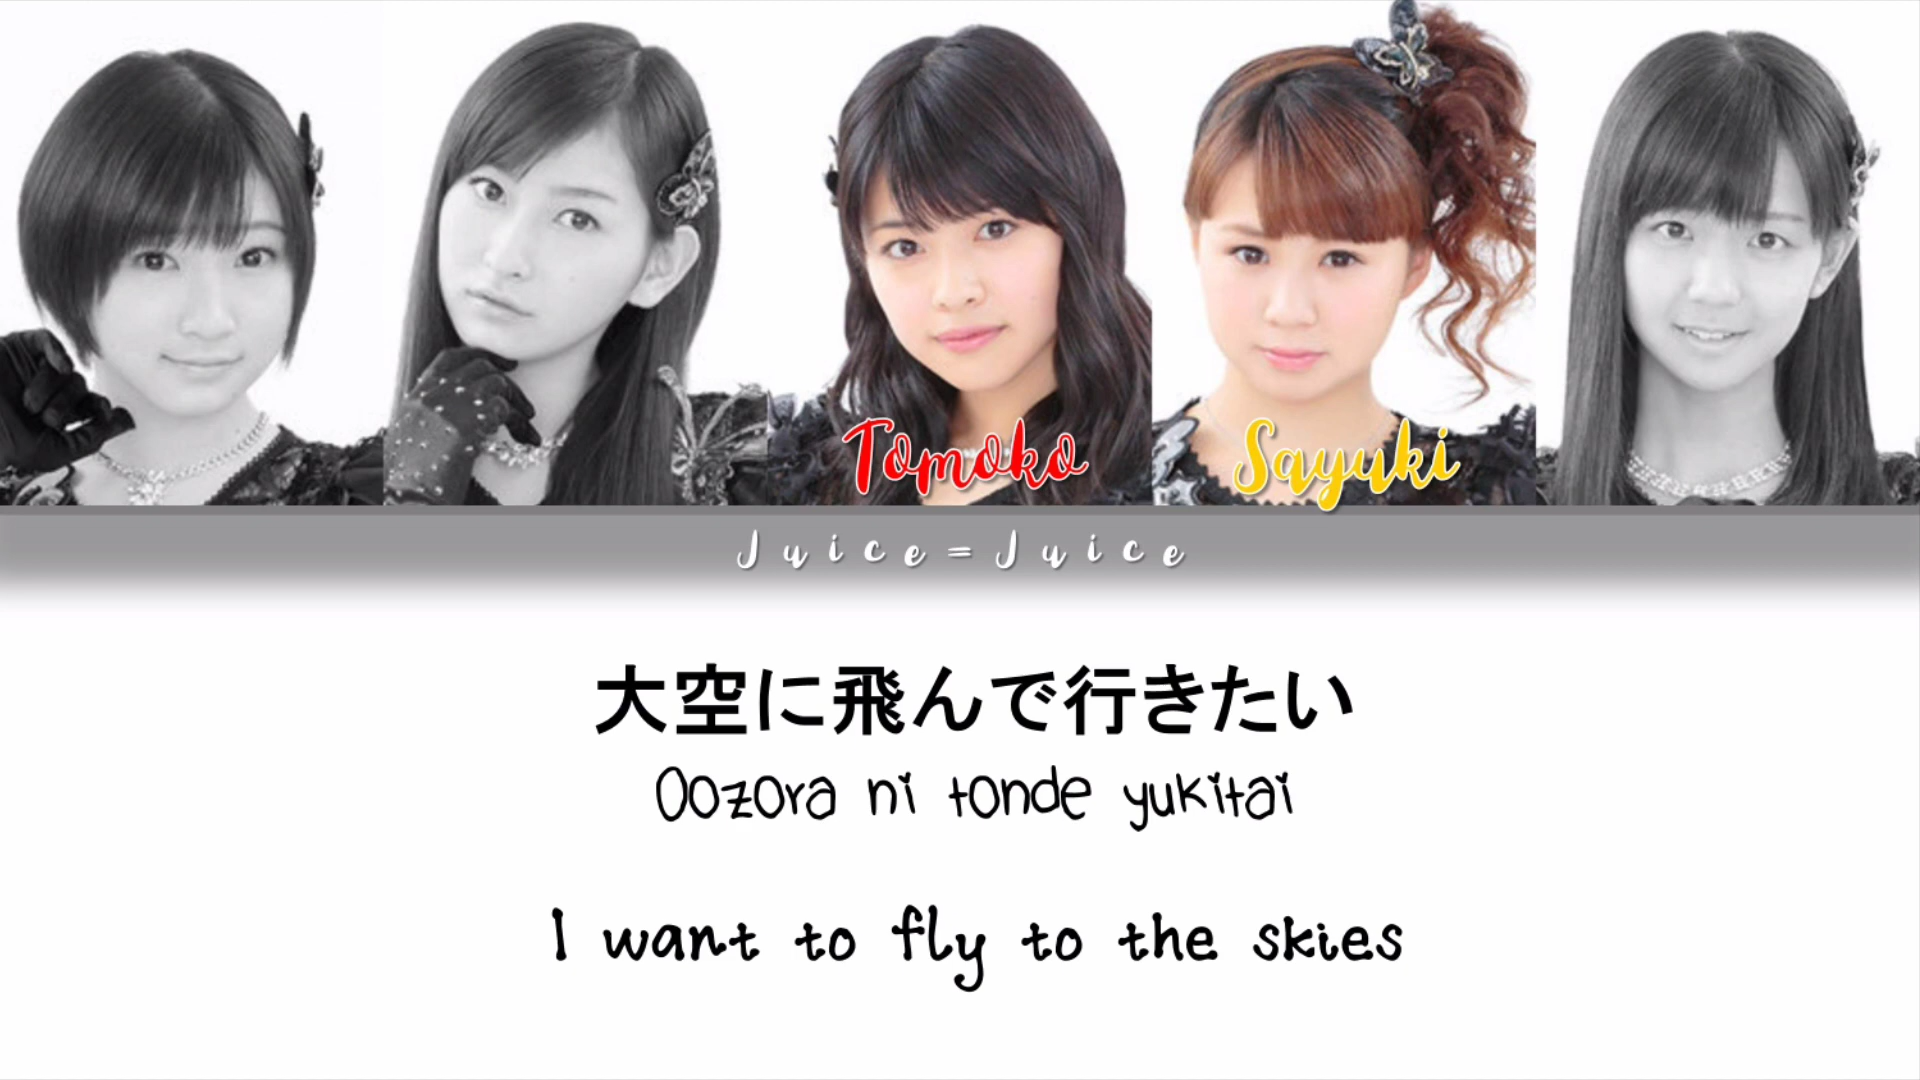 Tomoko
Sayuki
Juice=Juice
大空に飛んで行きたい
Oozora ni tonde yukitai
I want to fly to the skies